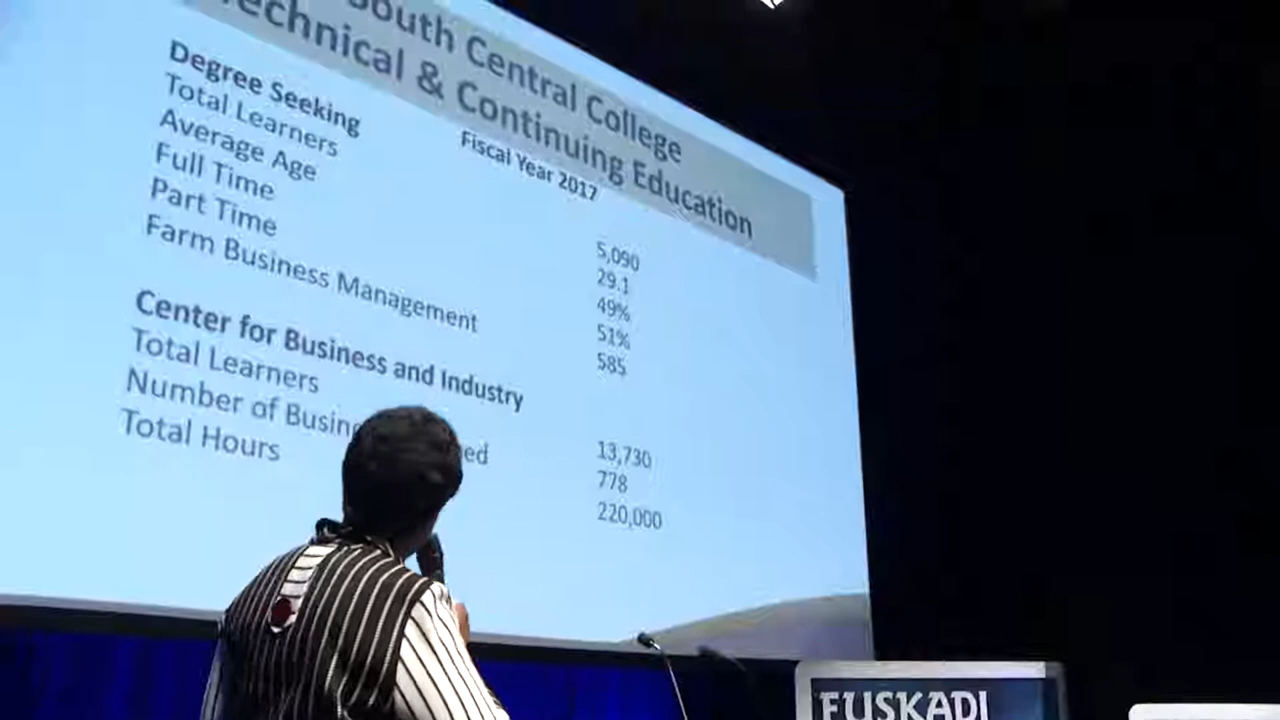 South Central College
Technical & Continuing Education
Fiscal Year 2017
Degree Seeking
Total Learners 5,090
Average Age 29.1
Full Time 49%
Part Time 51%
Farm Business Management 585
Center for Business and Industry
Total Learners 13,730
Number of 778
Total Hours 220,000
EUSKADI